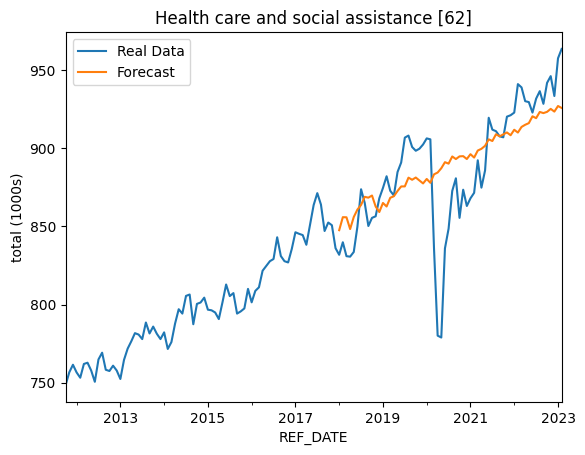 Health care and social assistance [62]
Real Data
Forecast
950
900
850
800
750
total (1000s)
2013
2015
2017
2019
2021
2023
REF_DATE